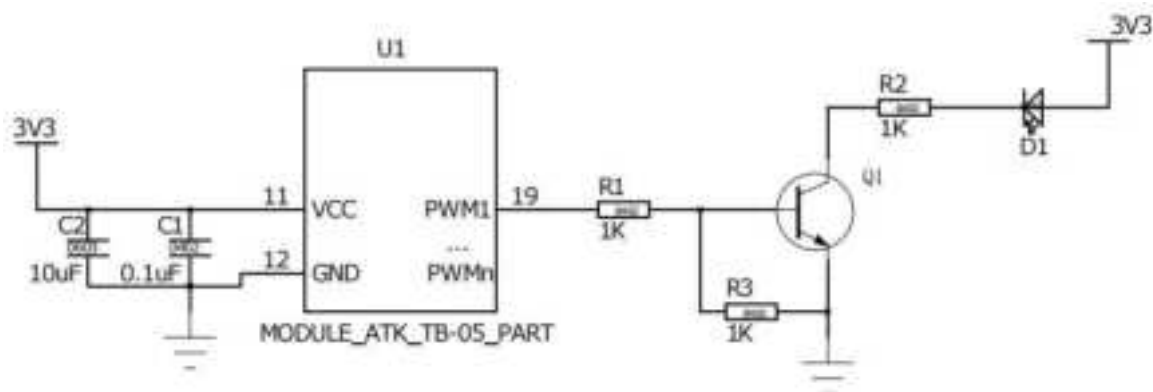 U1
3V3
3V3
R2
1K
D1
Q1
11
VCC
PWM1
19
R1
1K
C2
C1
10uF
0.1uF
12
GND
...
PWMn
R3
1K
MODULE_ATK_TB-05_PART